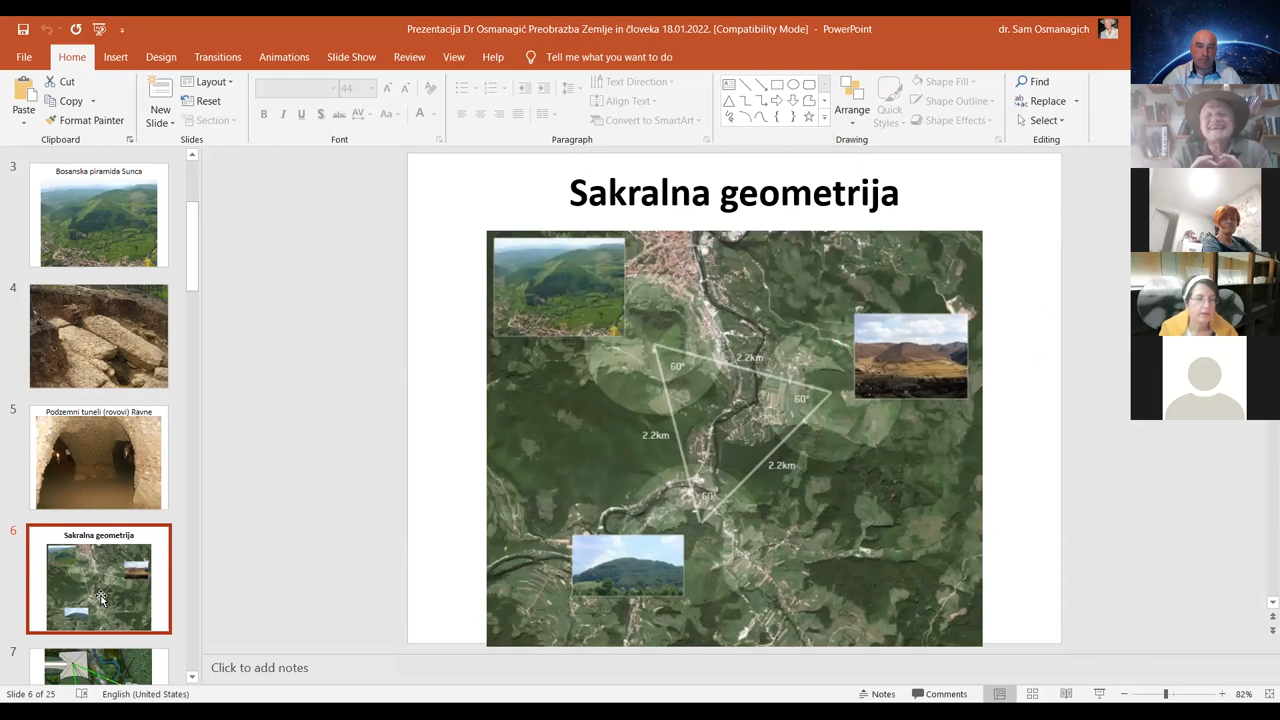 Prezentacija Dr Osmanagić Preobrazba Zemlje in človeka 18.01.2022. [Compatibility Mode] - PowerPoint
dr. Sam Osmanagich
File Home Insert Design Transitions Animations Slide Show Review View Help Tell me what you want to do
Paste
Cut
Copy
Format Painter
Clipboard
New
Slide
Layout
Reset
Section
Slides
44
B I U S abc AV Aa A
Font
Text Direction
Align Text
Convert to SmartArt
Paragraph
Arrange
Quick
Styles
Shape Fill
Shape Outline
Shape Effects
Drawing
Find
Replace
Select
Editing
3
Bosanska piramida Sunca
4
5
Podzemni tuneli (rovovi) Ravne
6
Sakralna geometrija
7
Sakralna geometrija
2.2km
60°
60°
2.2km
2.2km
60°
Click to add notes
Slide 6 of 25
English (United States)
Notes
Comments
82%